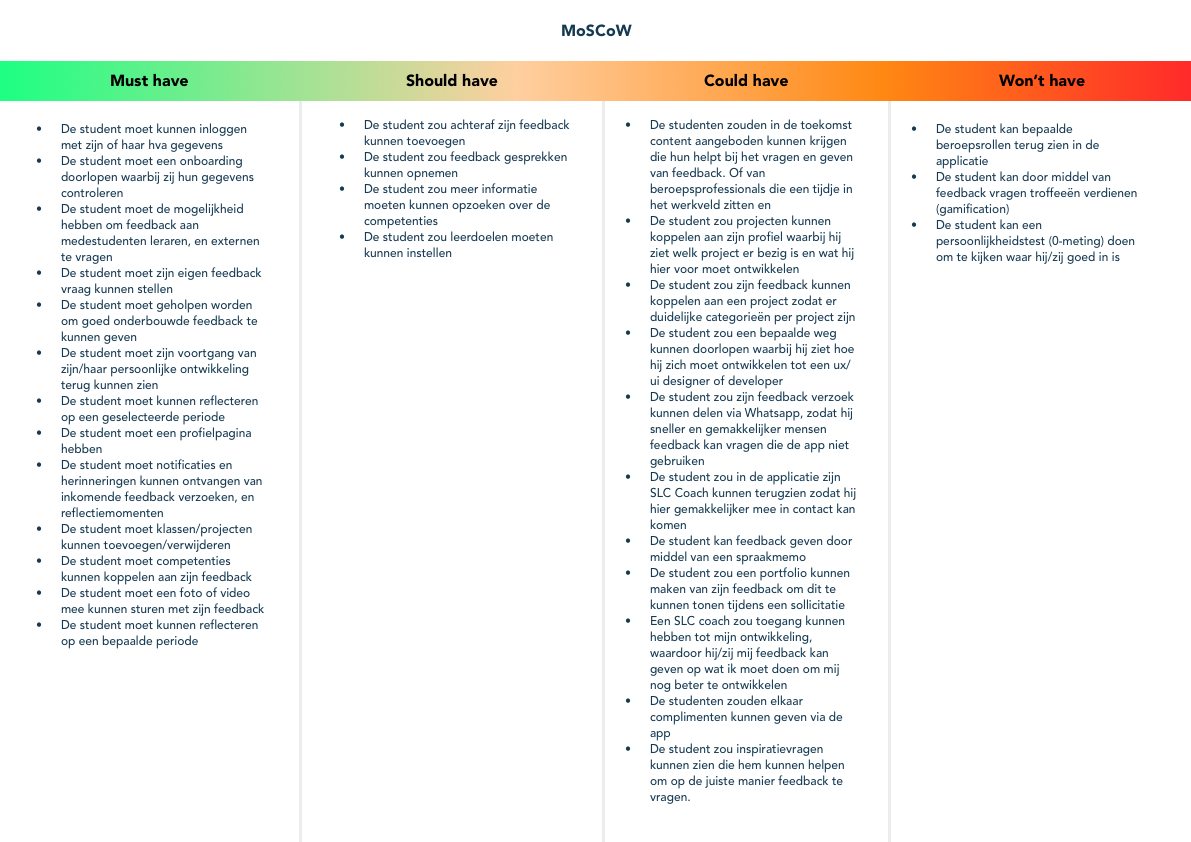 MoSCoW
Must have
Should have
Could have
Won’t have
• De student moet kunnen inloggen
met zijn of haar hva gegevens
• De student moet een onboarding
doorlopen waarbij zij hun gegevens
controleren
• De student moet de mogelijkheid
hebben om feedback aan
medestudenten leraren, en externen
te vragen
• De student moet zijn eigen feedback
vraag kunnen stellen
• De student moet geholpen worden
om goed onderbouwde feedback te
kunnen geven
• De student moet zijn voortgang van
zijn/haar persoonlijke ontwikkeling
terug kunnen zien
• De student moet kunnen reflecteren
op een geselecteerde periode
• De student moet een profielpagina
hebben
• De student moet notificaties en
herinneringen kunnen ontvangen van
inkomende feedback verzoeken, en
reflectiemomenten
• De student moet klassen/projecten
kunnen toevoegen/verwijderen
• De student moet competenties
kunnen koppelen aan zijn feedback
• De student moet een foto of video
mee kunnen sturen met zijn feedback
• De student moet kunnen reflecteren
op een bepaalde periode
• De student zou achteraf zijn feedback
kunnen toevoegen
• De student zou feedback gesprekken
kunnen opnemen
• De student zou meer informatie
moeten kunnen opzoeken over de
competenties
• De student zou leerdoelen moeten
kunnen instellen
• De studenten zouden in de toekomst
content aangeboden kunnen krijgen
die hun helpt bij het vragen en geven
van feedback. Of van
beroepsprofessionals die een tijdje in
het werkveld zitten en
• De student zou projecten kunnen
koppelen aan zijn profiel waarbij hij
ziet welk project er bezig is en wat hij
hier voor moet ontwikkelen
• De student zou zijn feedback kunnen
koppelen aan een project zodat er
duidelijke categorieën per project zijn
• De student zou een bepaalde weg
kunnen doorlopen waarbij hij ziet hoe
hij zich moet ontwikkelen tot een ux/
ui designer of developer
• De student zou zijn feedback verzoek
kunnen delen via Whatsapp, zodat hij
sneller en gemakkelijker mensen
feedback kan vragen die de app niet
gebruiken
• De student zou in de applicatie zijn
SLC Coach kunnen terugzien zodat hij
hier gemakkelijker mee in contact kan
komen
• De student kan feedback geven door
middel van een spraakmemo
• De student zou een portfolio kunnen
maken van zijn feedback om dit te
kunnen tonen tijdens een sollicitatie
• Een SLC coach zou toegang kunnen
hebben tot mijn ontwikkeling,
waardoor hij/zij mij feedback kan
geven op wat ik moet doen om mij
nog beter te ontwikkelen
• De studenten zouden elkaar
complimenten kunnen geven via de
app
• De student zou inspiratievragen
kunnen zien die hem kunnen helpen
om op de juiste manier feedback te
vragen.
• De student kan bepaalde
beroepsrollen terug zien in de
applicatie
• De student kan door middel van
feedback vragen troffeeën verdienen
(gamification)
• De student kan een
persoonlijkheidstest (0-meting) doen
om te kijken waar hij/zij goed in is